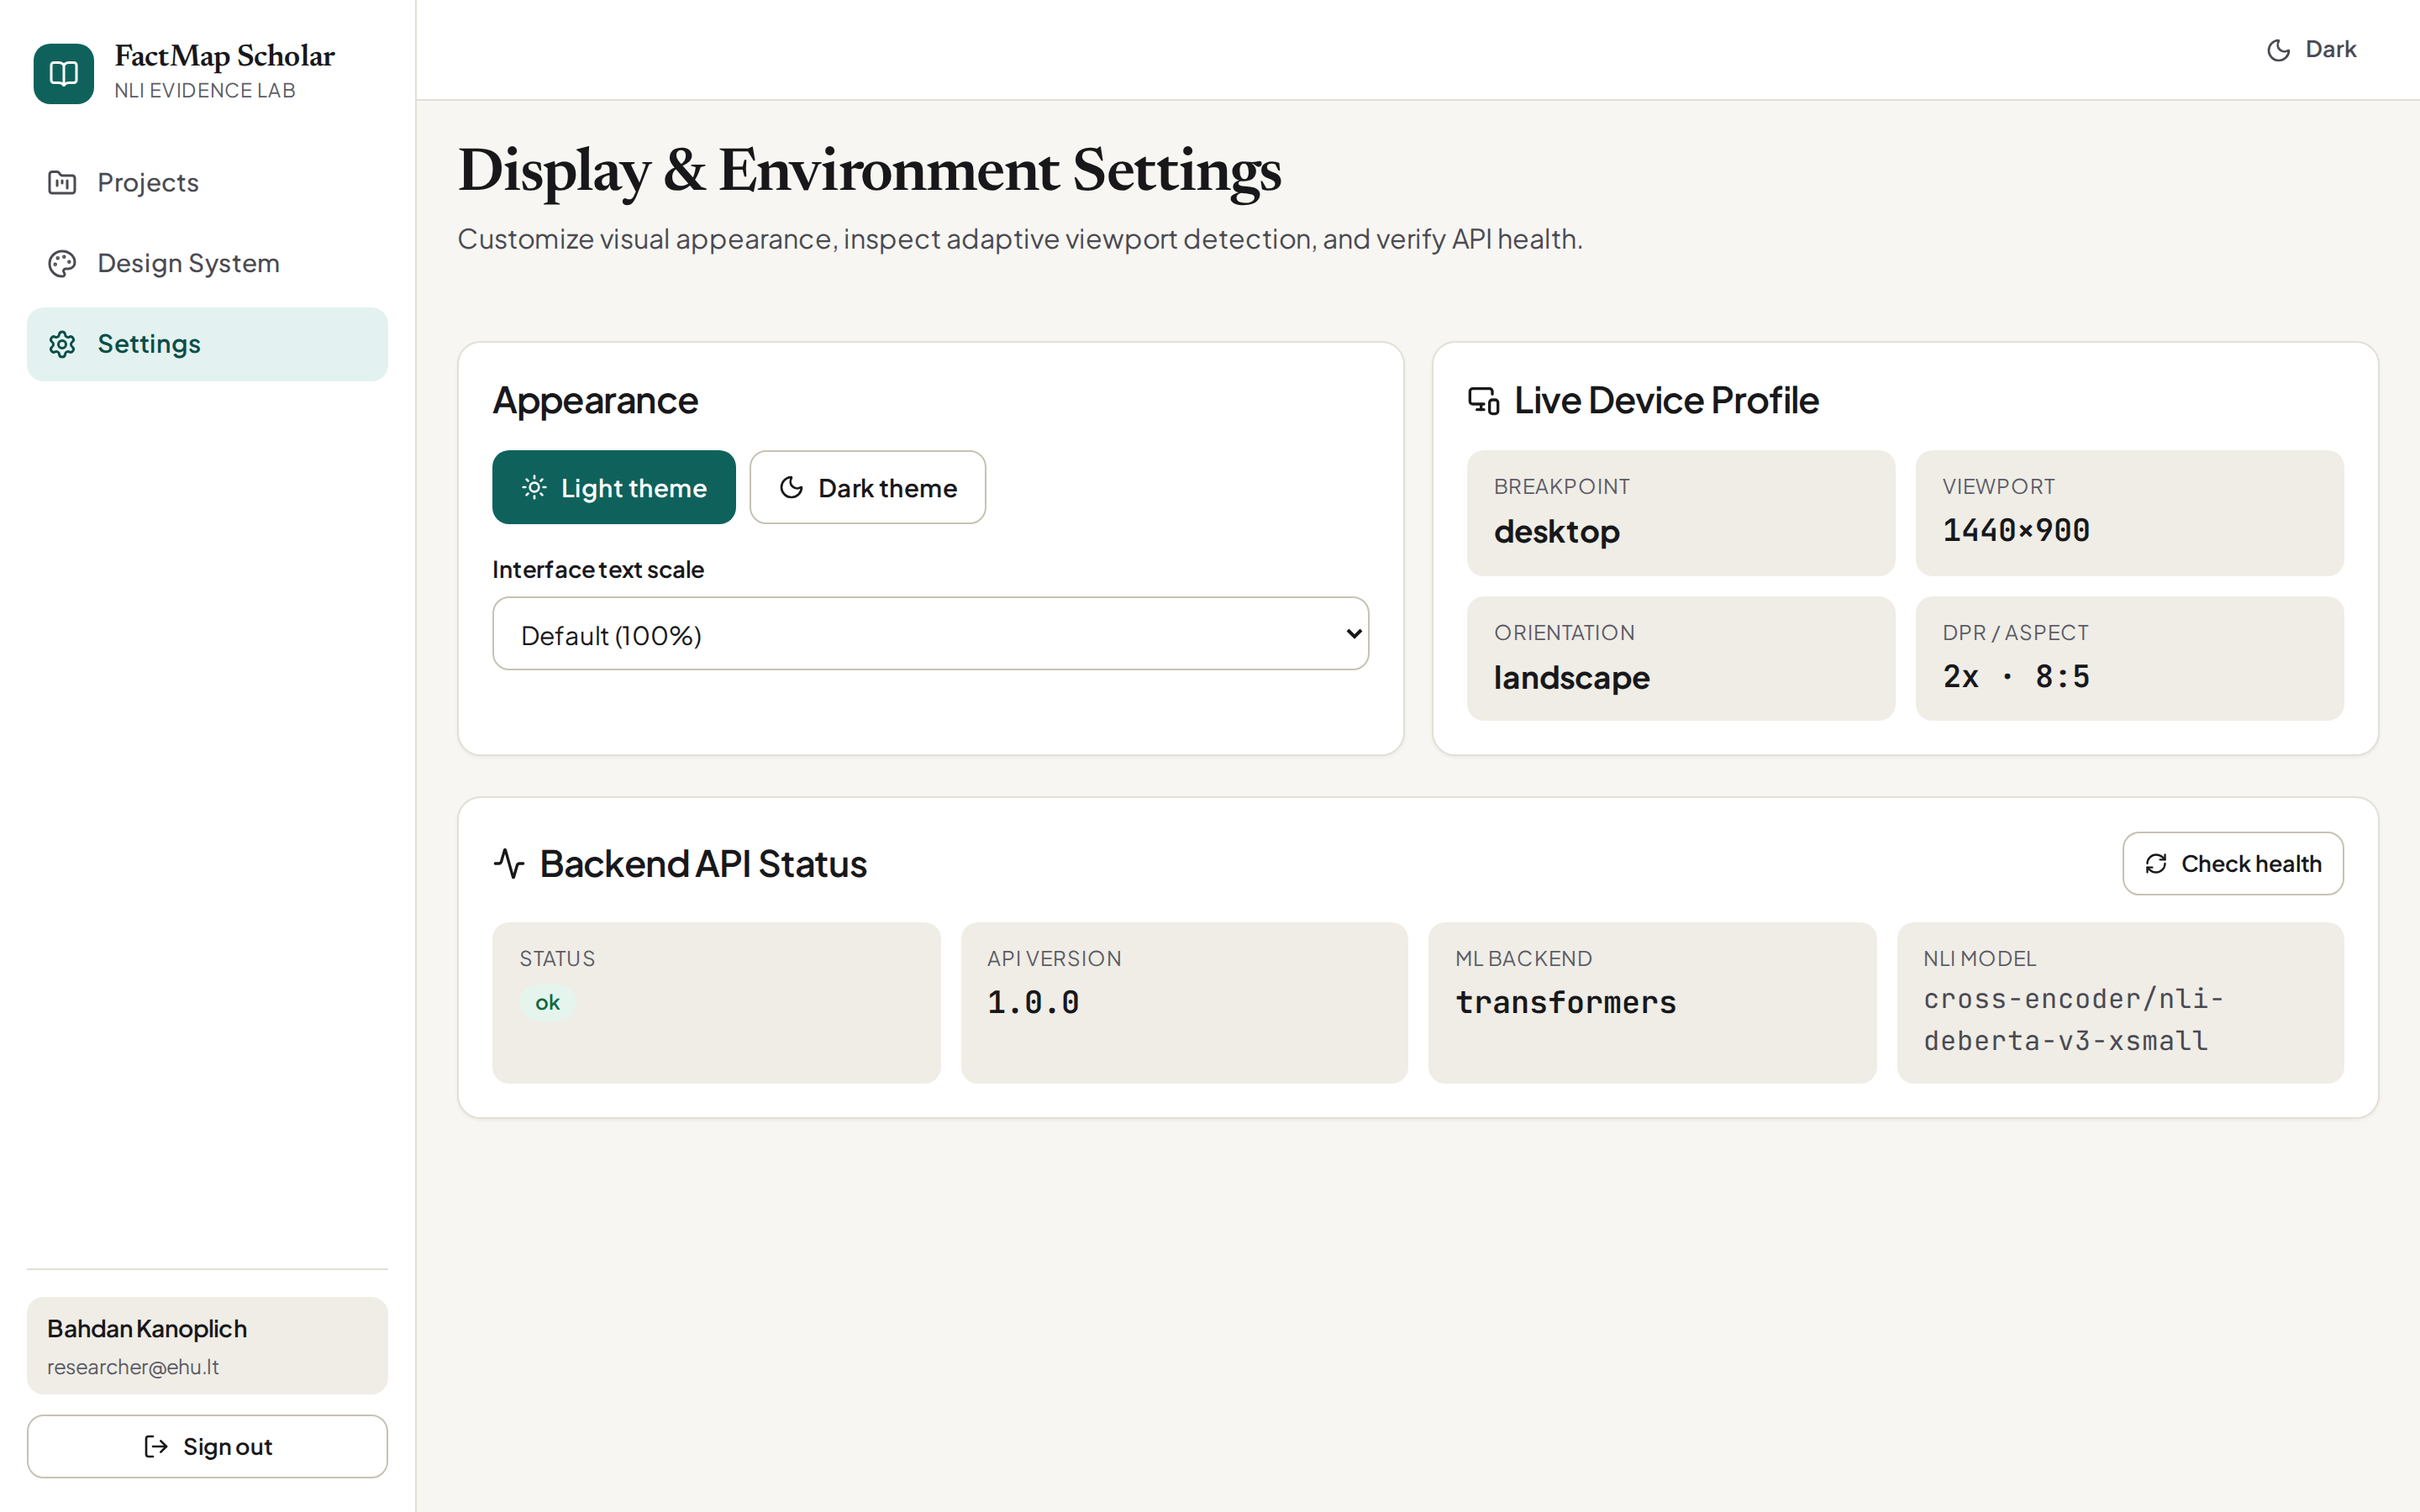 FactMap Scholar
NLI EVIDENCE LAB
Projects
Design System
Settings
Bahdan Kanoplich
researcher@ehu.lt
Sign out
Dark
Display & Environment Settings
Customize visual appearance, inspect adaptive viewport detection, and verify API health.
Appearance
Light theme
Dark theme
Interface text scale
Default (100%)
Live Device Profile
BREAKPOINT
desktop
VIEWPORT
1440×900
ORIENTATION
landscape
DPR / ASPECT
2x · 8:5
Backend API Status
Check health
STATUS
ok
API VERSION
1.0.0
ML BACKEND
transformers
NLI MODEL
cross-encoder/nli-
deberta-v3-xsmall